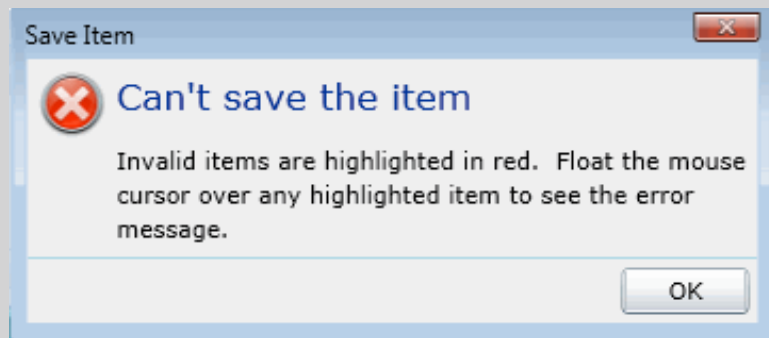 Save Item
Can't save the item
Invalid items are highlighted in red.  Float the mouse
cursor over any highlighted item to see the error
message.
OK